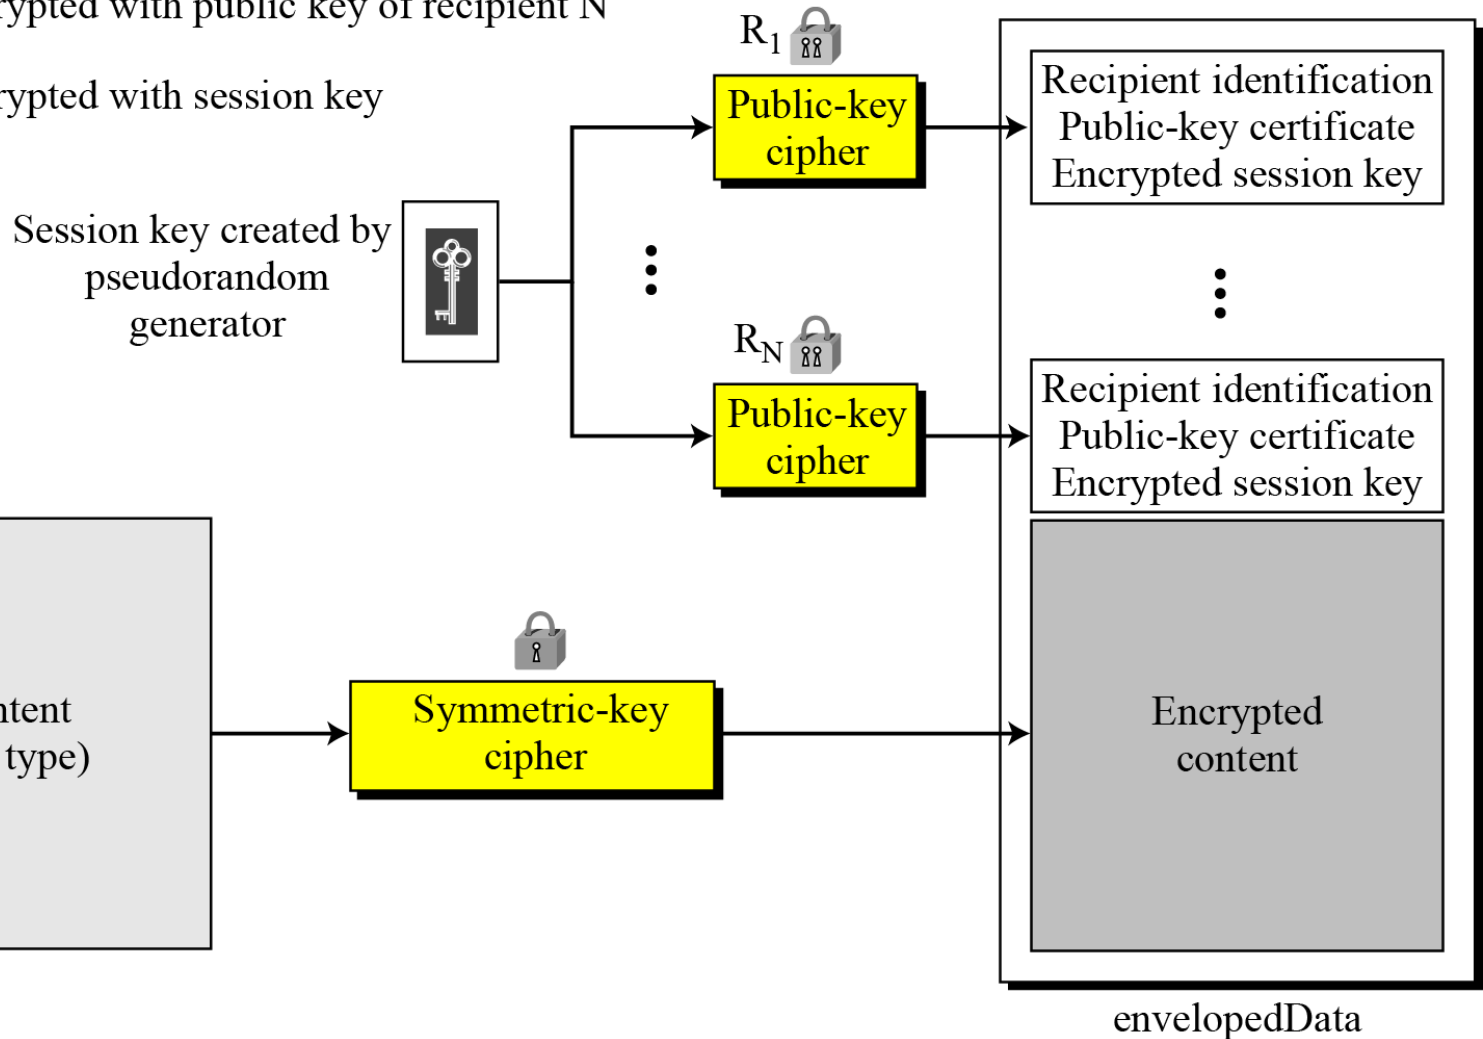 rypted with public key of recipient N
rypted with session key
R1
Public-key
cipher
Recipient identification
Public-key certificate
Encrypted session key
Session key created by
pseudorandom
generator
RN
Public-key
cipher
Recipient identification
Public-key certificate
Encrypted session key
ntent
type)
Symmetric-key
cipher
Encrypted
content
envelopedData